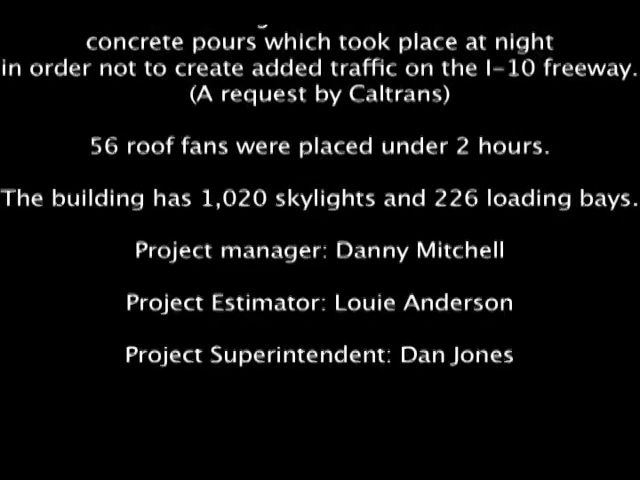 concrete pours which took place at night
in order not to create added traffic on the I-10 freeway.
(A request by Caltrans)
56 roof fans were placed under 2 hours.
The building has 1,020 skylights and 226 loading bays.
Project manager: Danny Mitchell
Project Estimator: Louie Anderson
Project Superintendent: Dan Jones